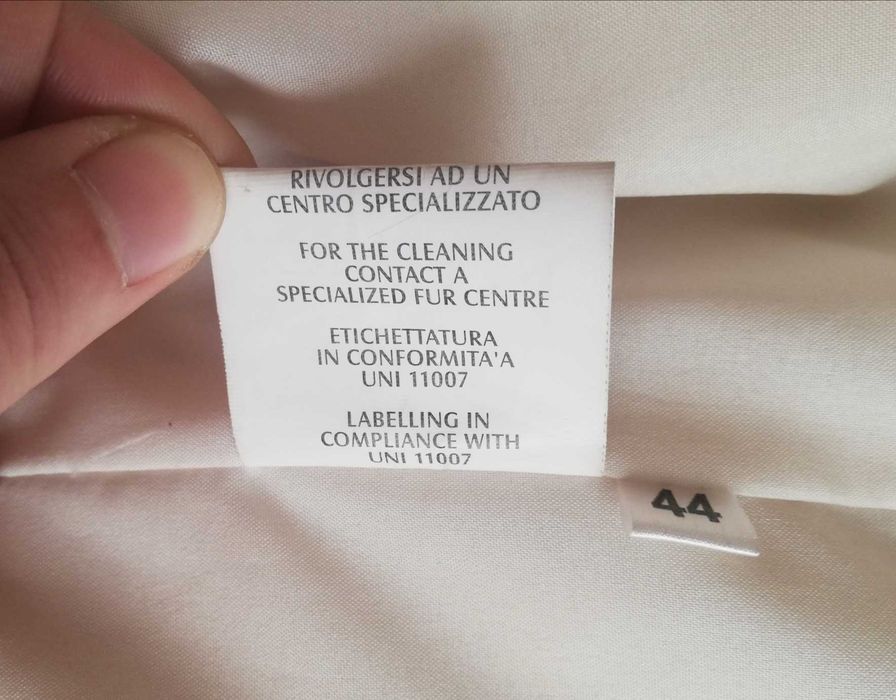 RIVOLGERSI AD UN
CENTRO SPECIALIZZATO
FOR THE CLEANING
CONTACT A
SPECIALIZED FUR CENTRE
ETICHETTATURA
IN CONFORMITA'A
UNI 11007
LABELLING IN
COMPLIANCE WITH
UNI 11007
44